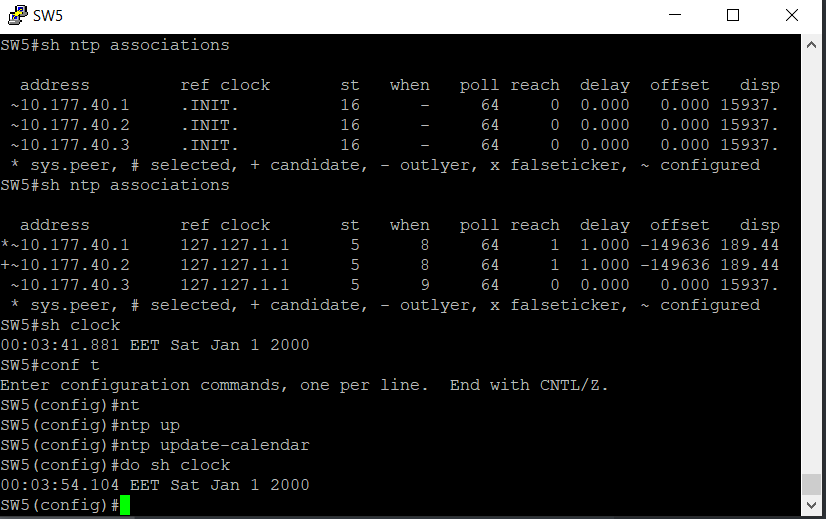 SW5
SW5#sh ntp associations
address ref clock st when poll reach delay offset disp
~10.177.40.1 .INIT. 16 - 64 0 0.000 0.000 15937.
~10.177.40.2 .INIT. 16 - 64 0 0.000 0.000 15937.
~10.177.40.3 .INIT. 16 - 64 0 0.000 0.000 15937.
* sys.peer, # selected, + candidate, - outlyer, x falseticker, ~ configured
SW5#sh ntp associations
address ref clock st when poll reach delay offset disp
*~10.177.40.1 127.127.1.1 5 8 64 1 1.000 -149636 189.44
+~10.177.40.2 127.127.1.1 5 8 64 1 1.000 -149636 189.44
~10.177.40.3 127.127.1.1 5 9 64 0 0.000 0.000 15937.
* sys.peer, # selected, + candidate, - outlyer, x falseticker, ~ configured
SW5#sh clock
00:03:41.881 EET Sat Jan 1 2000
SW5#conf t
Enter configuration commands, one per line.  End with CNTL/Z.
SW5(config)#nt
SW5(config)#ntp up
SW5(config)#ntp update-calendar
SW5(config)#do sh clock
00:03:54.104 EET Sat Jan 1 2000
SW5(config)#